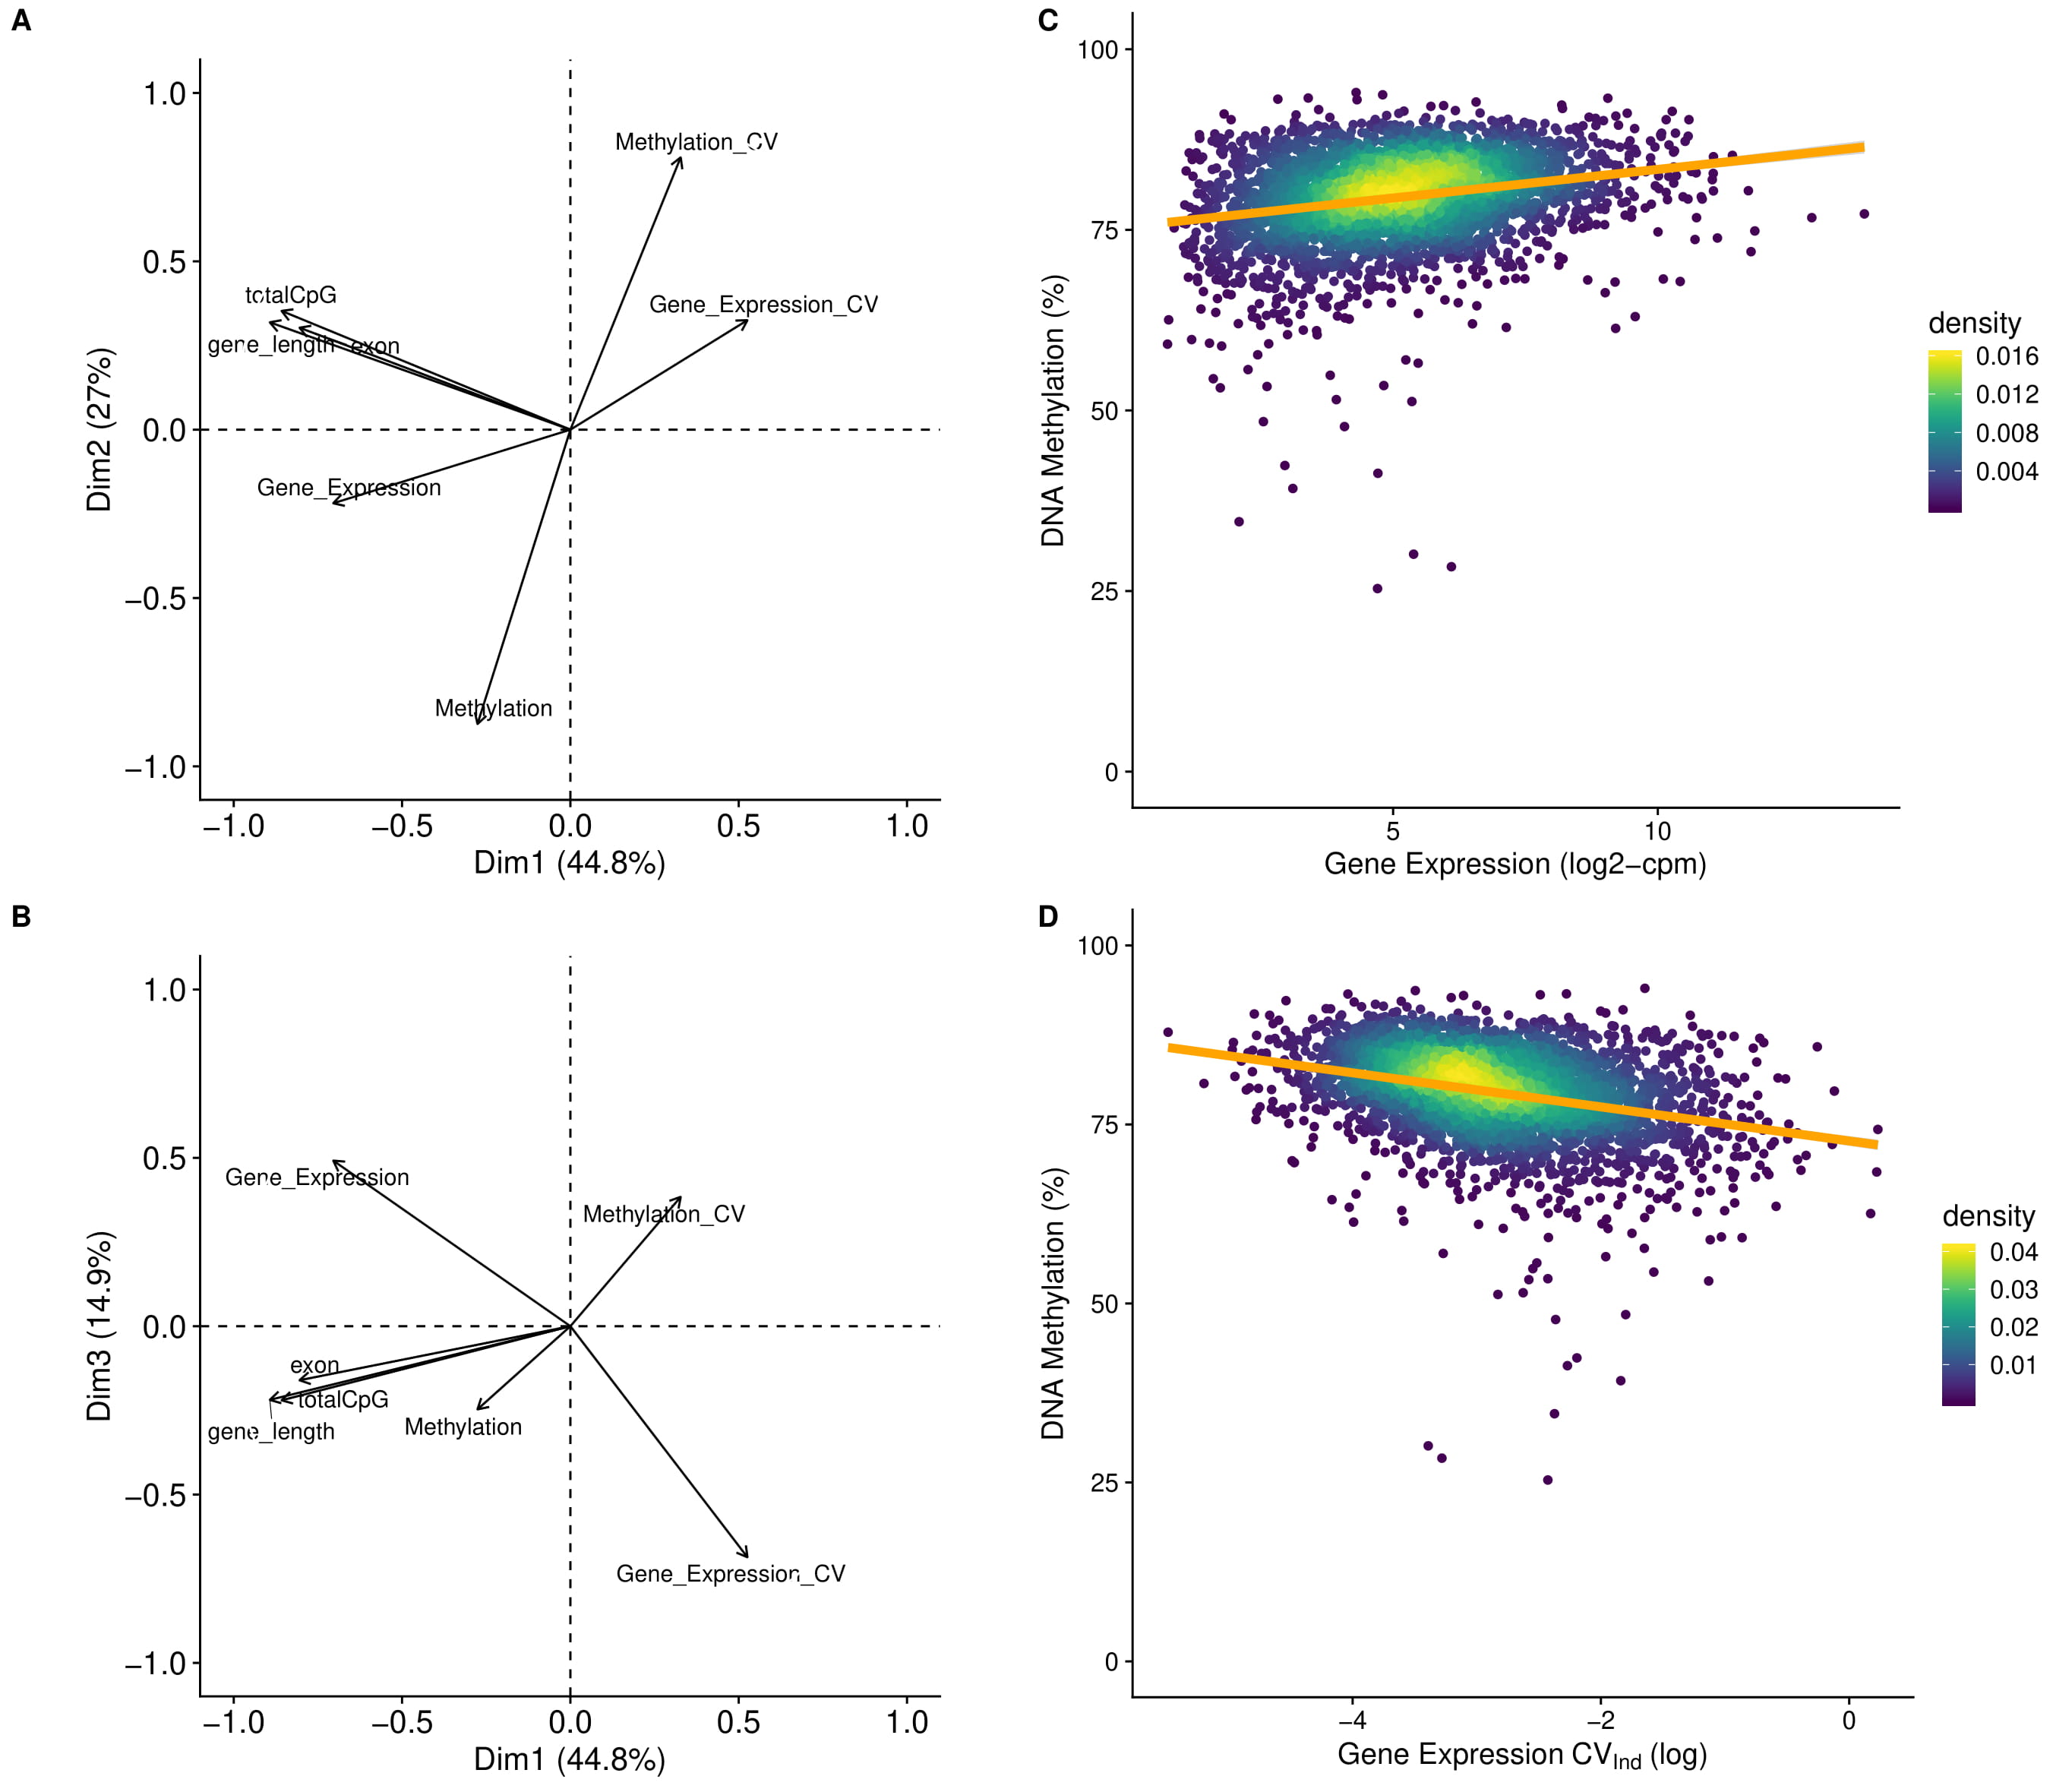 A
1.0
0.5
0.0
−0.5
−1.0
Dim2 (27%)
Methylation_CV
Gene_Expression_CV
totalCpG
gene_length
exon
Gene_Expression
Methylation
−1.0 −0.5 0.0 0.5 1.0
Dim1 (44.8%)
C
100
75
50
25
0
DNA Methylation (%)
5 10
Gene Expression (log2−cpm)
density
0.016
0.012
0.008
0.004
B
1.0
0.5
0.0
−0.5
−1.0
Dim3 (14.9%)
Gene_Expression
Methylation_CV
exon
totalCpG
gene_length
Methylation
Gene_Expression_CV
−1.0 −0.5 0.0 0.5 1.0
Dim1 (44.8%)
D
100
75
50
25
0
DNA Methylation (%)
−4 −2 0
Gene Expression CVInd (log)
density
0.04
0.03
0.02
0.01